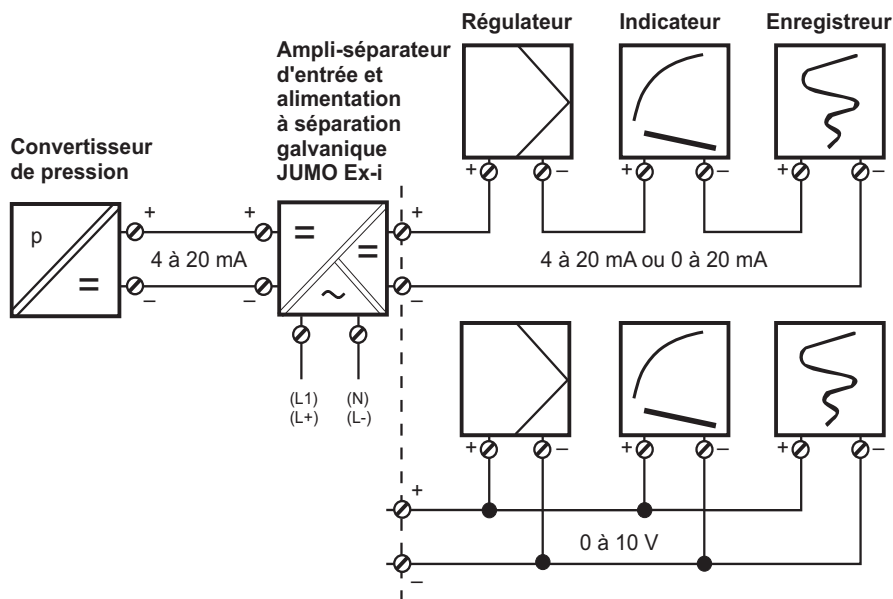 Régulateur
Indicateur
Enregistreur
Ampli-séparateur
d'entrée et
alimentation
à séparation
galvanique
JUMO Ex-i
Convertisseur
de pression
+ – + – + –
p
+ + +
4 à 20 mA
4 à 20 mA ou 0 à 20 mA
– – –
(L1) (N)
(L+) (L-)
+ – + – + –
+
0 à 10 V
–